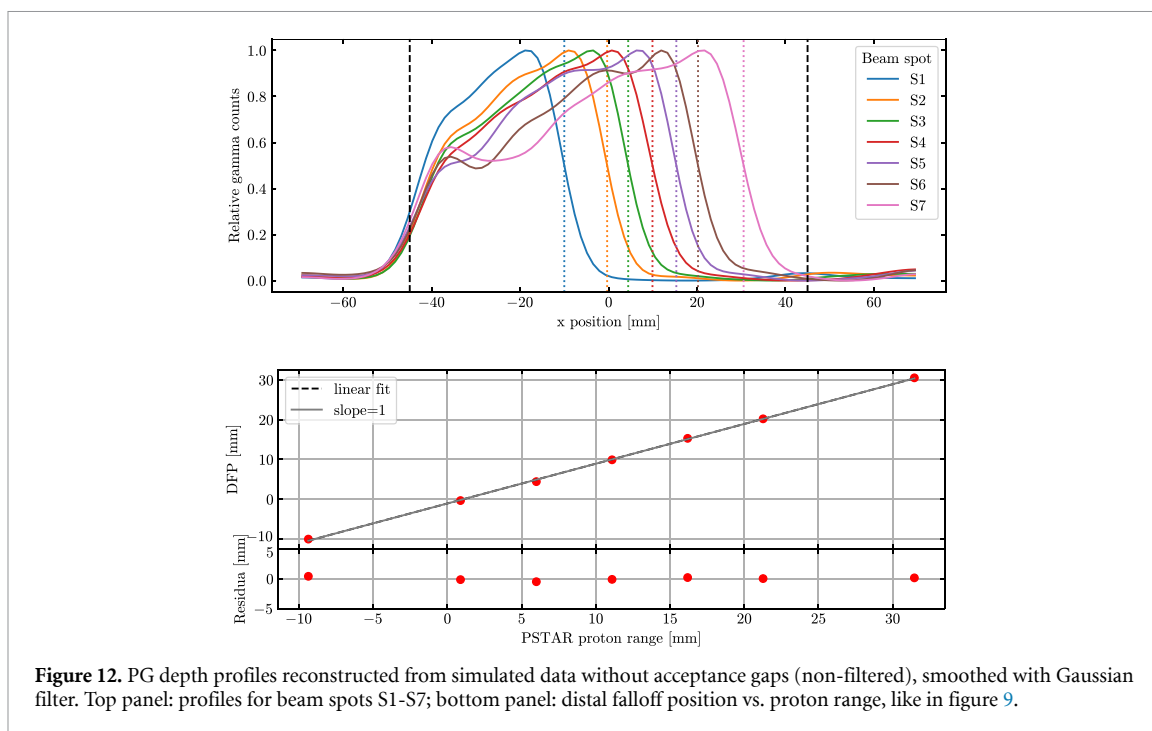 1.0
0.8
0.6
0.4
0.2
0.0
Relative gamma counts
−60
−40
−20
0
20
40
60
x position [mm]
Beam spot
S1
S2
S3
S4
S5
S6
S7
30
20
10
0
−10
DFP [mm]
linear fit
slope=1
5
0
−5
Residua [mm]
−10
−5
0
5
10
15
20
25
30
PSTAR proton range [mm]
Figure 12. PG depth profiles reconstructed from simulated data without acceptance gaps (non-filtered), smoothed with Gaussian
filter. Top panel: profiles for beam spots S1-S7; bottom panel: distal falloff position vs. proton range, like in figure 9.